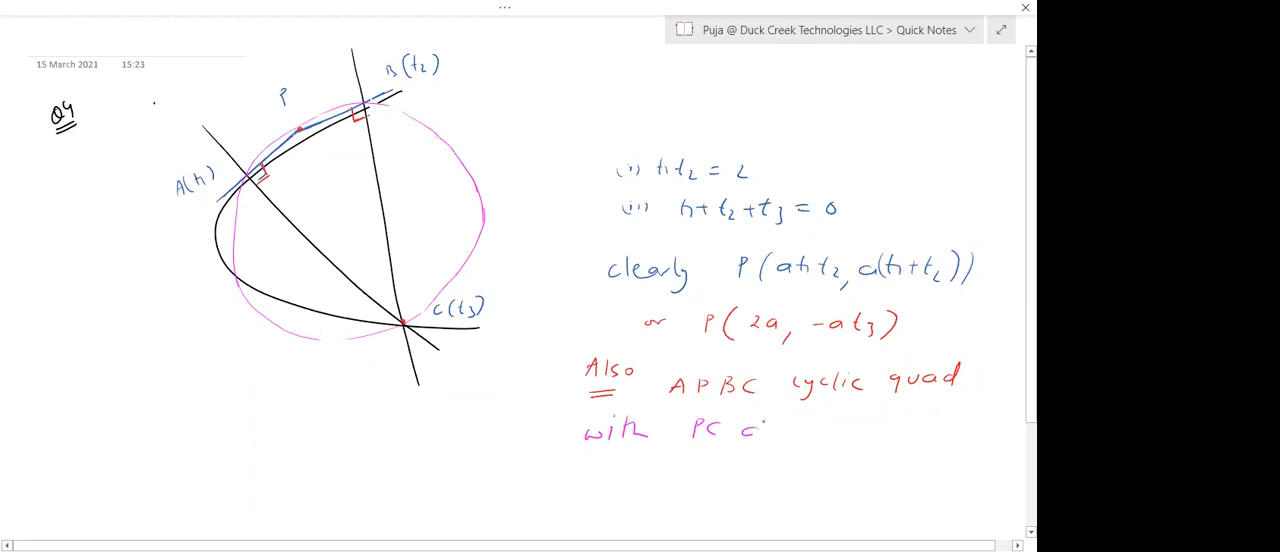 Puja @ Duck Creek Technologies LLC > Quick Notes
15 March 2021 15:23
Q4
B(t₂)
P
A(t₁)
C(t₃)
(i) t₁t₂ = 2
(ii) t₁+t₂+t₃ = 0
clearly P(at₁t₂, a(t₁+t₂))
or P(2a, -at₃)
Also APBC cyclic quad
with PC